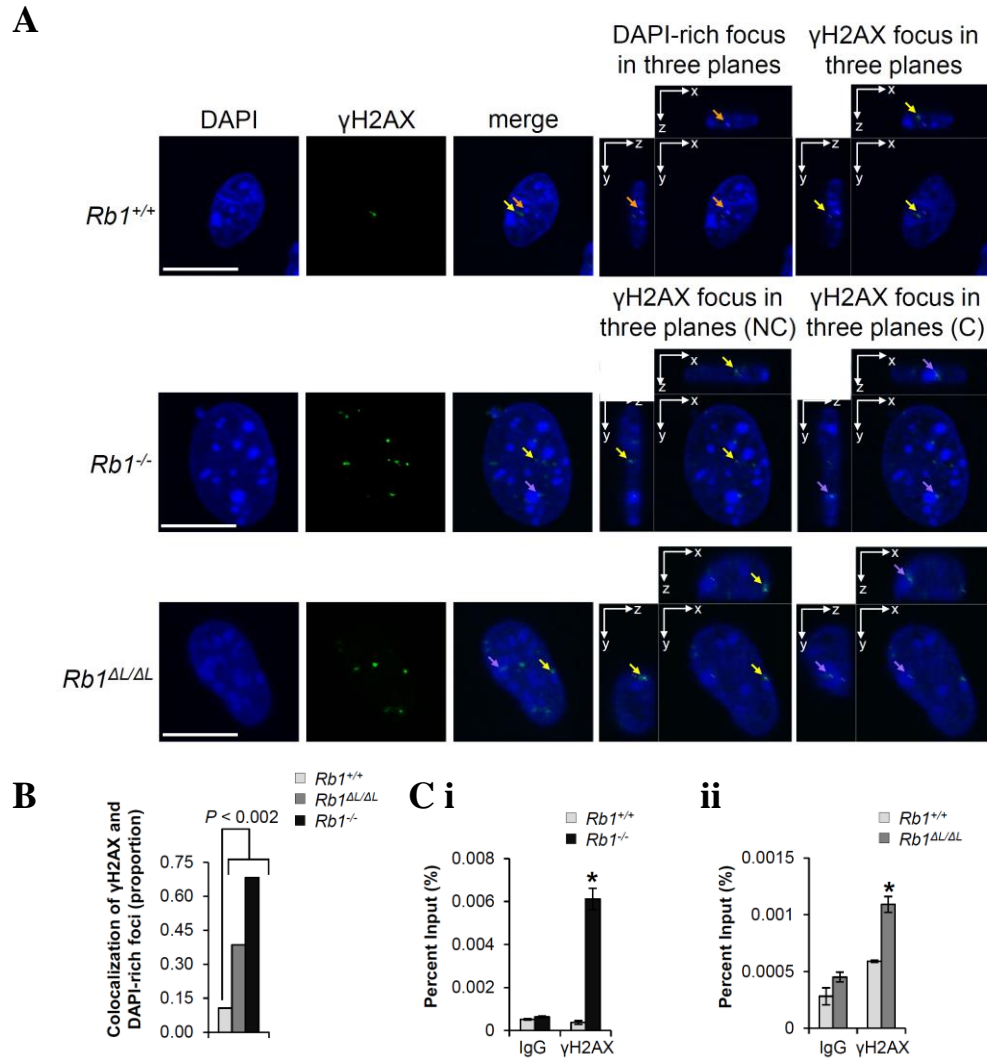 A
DAPI-rich focus in three planes
γH2AX focus in three planes
DAPI
γH2AX
merge
x
z
z
x
y
y
x
z
z
x
y
y
Rb1+/+
γH2AX focus in three planes (NC)
γH2AX focus in three planes (C)
x
z
z
x
y
y
x
z
z
x
y
y
Rb1-/-
x
z
z
x
y
y
x
z
z
x
y
y
Rb1ΔL/ΔL
B
Rb1+/+
Rb1ΔL/ΔL
Rb1-/-
P < 0.002
Colocalization of γH2AX and DAPI-rich foci (proportion)
0.75
0.60
0.45
0.30
0.15
0.00
C i
Rb1+/+
Rb1-/-
Percent Input (%)
0.008
0.006
0.004
0.002
0
*
IgG
γH2AX
ii
Rb1+/+
Rb1ΔL/ΔL
Percent Input (%)
0.0015
0.001
0.0005
0
*
IgG
γH2AX